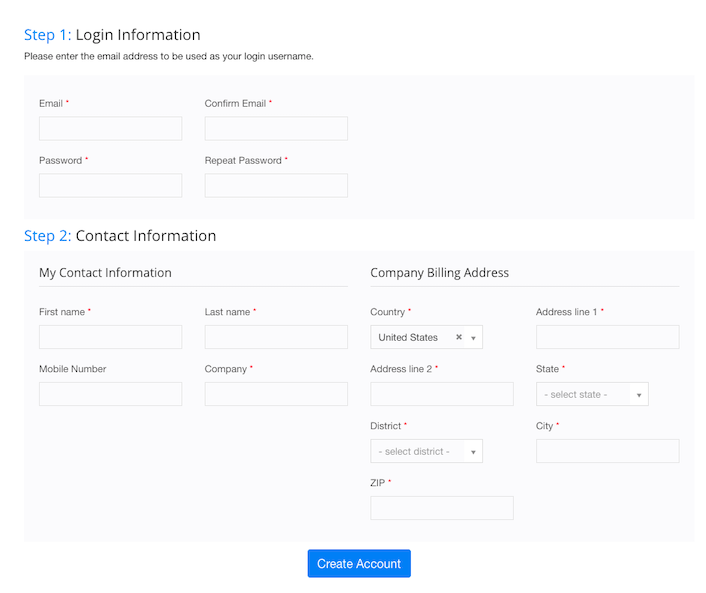 Step 1: Login Information
Please enter the email address to be used as your login username.
Email *
Confirm Email *
Password *
Repeat Password *
Step 2: Contact Information
My Contact Information
First name *
Last name *
Mobile Number
Company *
Company Billing Address
Country *
Address line 1 *
United States × ▾
Address line 2 *
State *
- select state - ▾
District *
City *
- select district - ▾
ZIP *
Create Account